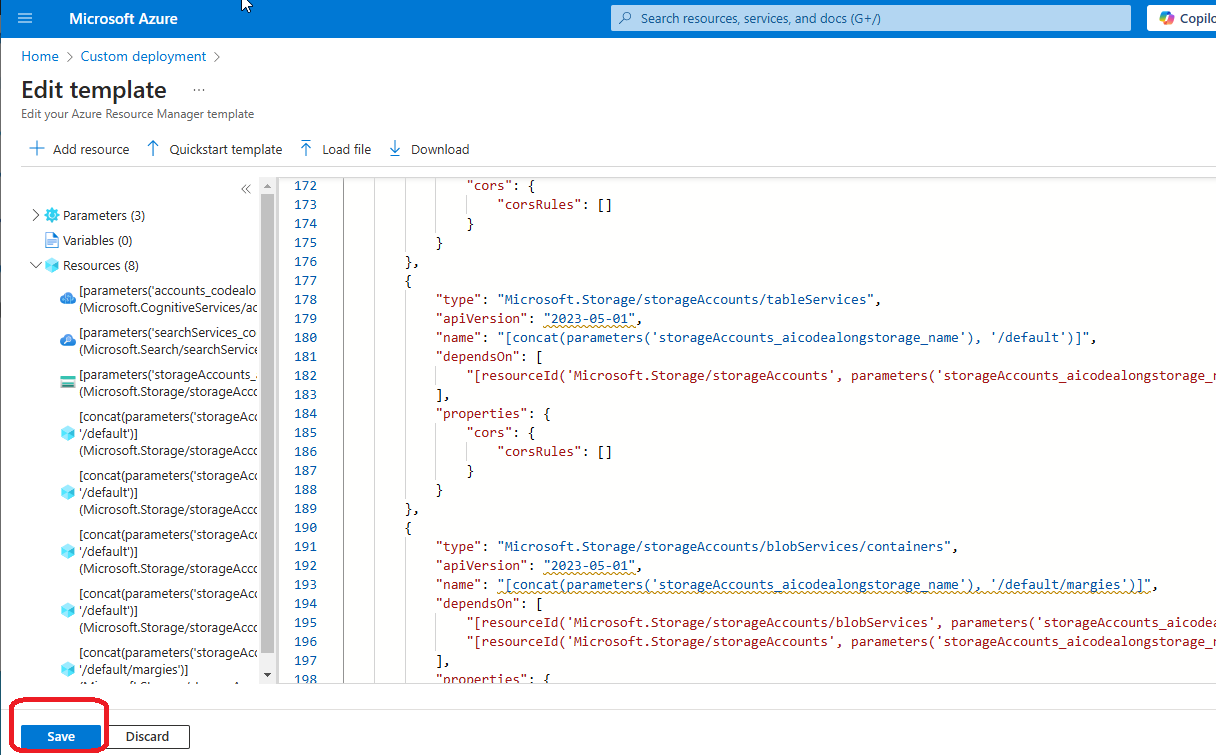 Microsoft Azure
Search resources, services, and docs (G+/)
Home > Custom deployment >
Edit template ...
Edit your Azure Resource Manager template
Add resource Quickstart template Load file Download
Parameters (3)
Variables (0)
Resources (8)
[parameters('accounts_codealo
(Microsoft.CognitiveServices/ac
[parameters('searchServices_co
(Microsoft.Search/searchService
[parameters('storageAccounts_
(Microsoft.Storage/storageAcco
[concat(parameters('storageAcc
'/default')]
(Microsoft.Storage/storageAcco
[concat(parameters('storageAcc
'/default')]
(Microsoft.Storage/storageAcco
[concat(parameters('storageAcc
'/default')]
(Microsoft.Storage/storageAcco
[concat(parameters('storageAcc
'/default')]
(Microsoft.Storage/storageAcco
[concat(parameters('storageAcc
'/default/margies')]
172 "cors": {
173 "corsRules": []
174 }
175 }
176 },
177 {
178 "type": "Microsoft.Storage/storageAccounts/tableServices",
179 "apiVersion": "2023-05-01",
180 "name": "[concat(parameters('storageAccounts_aicodealongstorage_name'), '/default')]",
181 "dependsOn": [
182 "[resourceId('Microsoft.Storage/storageAccounts', parameters('storageAccounts_aicodealongstorage_n
183 ],
184 "properties": {
185 "cors": {
186 "corsRules": []
187 }
188 }
189 },
190 {
191 "type": "Microsoft.Storage/storageAccounts/blobServices/containers",
192 "apiVersion": "2023-05-01",
193 "name": "[concat(parameters('storageAccounts_aicodealongstorage_name'), '/default/margies')]",
194 "dependsOn": [
195 "[resourceId('Microsoft.Storage/storageAccounts/blobServices', parameters('storageAccounts_aicodea
196 "[resourceId('Microsoft.Storage/storageAccounts', parameters('storageAccounts_aicodealongstorage_n
197 ],
198 "properties": {
Save Discard